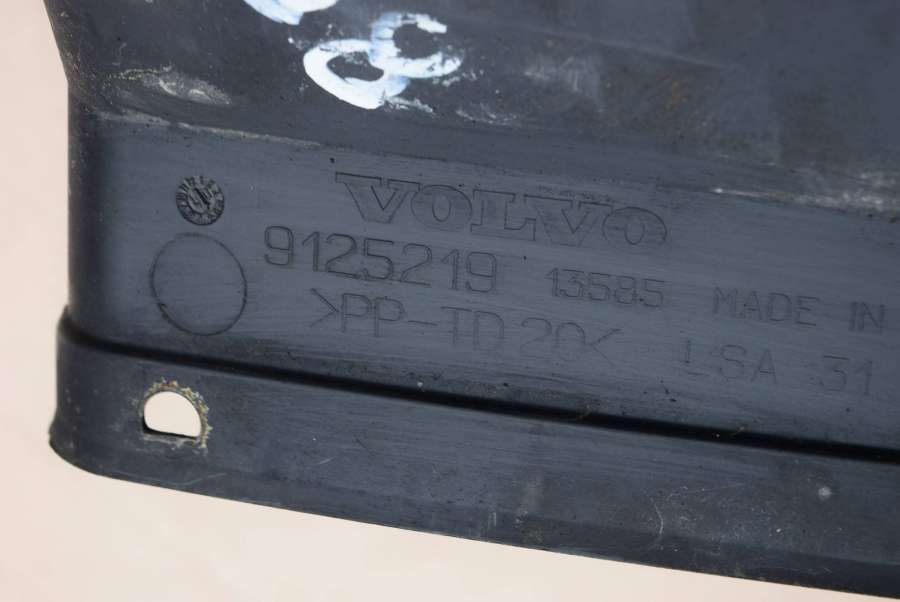 VOLVO
9125219 13585 MADE IN
>PP-TD20< LSA 31